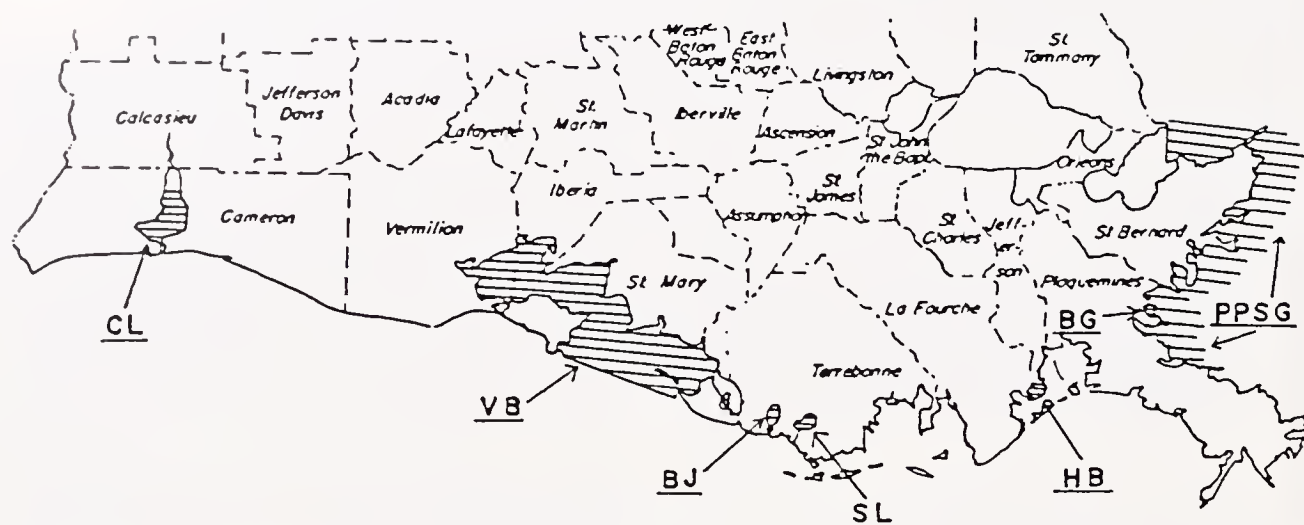 West
Baton
Rouge
East
Baton
Rouge
St
Tammany
Livingston
Jefferson
Davis
Acadia
Calcasieu
Lafayette
St.
Martin
Iberville
Ascension
St John
the Bapt
Orleans
Iberia
St
James
Cameron
Vermilion
Assumption
St
Charles
Jeff-
er-
son
St Bernard
St Mary
Plaquemines
La Fourche
CL
BG
PPSG
Terrebonne
VB
BJ
SL
HB